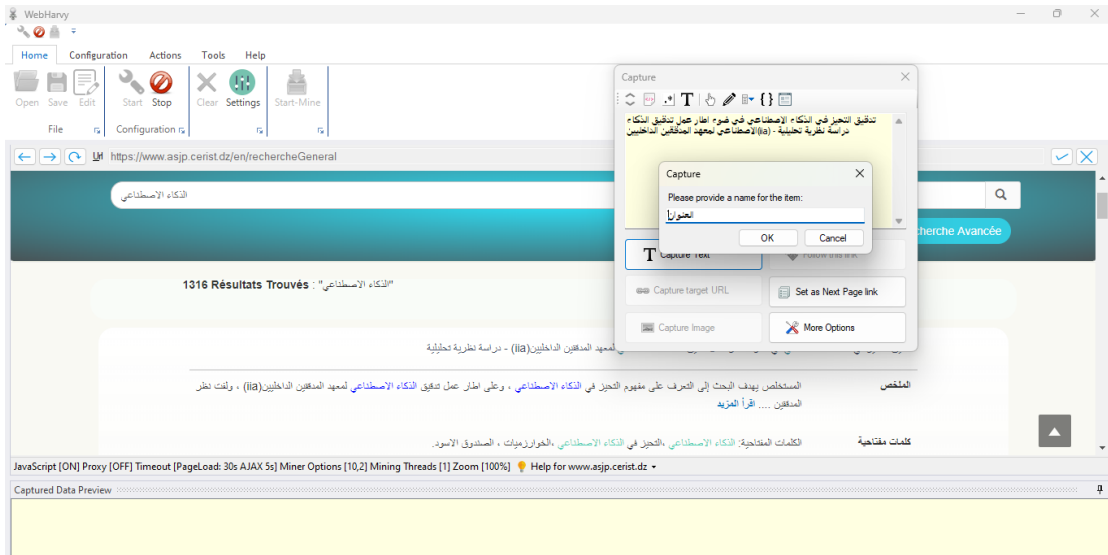 WebHarvy
Home Configuration Actions Tools Help
Open Save Edit Start Stop Clear Settings Start-Mine
File Configuration
Url https://www.asjp.cerist.dz/en/rechercheGeneral
الذكاء الاصطناعي
cherche Avancée
1316 Résultats Trouvés : "الذكاء الاصطناعي"
لمعهد المدققين الداخليين(iia) - دراسة نظرية تحليلية
الملخص
المستخلص يهدف البحث إلى التعرف على مفهوم التحيز في الذكاء الاصطناعي ، وعلى اطار عمل تدقيق الذكاء الاصطناعي لمعهد المدققين الداخليين(iia) ، ولفت نظر
المدققين .... اقرأ المزيد
كلمات مفتاحية
الكلمات المفتاحية: الذكاء الاصطناعي ،التحيز في الذكاء الاصطناعي ،الخوارزميات ، الصندوق الاسود.
Capture
تدقيق التحيز في الذكاء الاصطناعي في ضوء اطار عمل تدقيق الذكاء
الاصطناعي لمعهد المدققين الداخليين(iia) - دراسة نظرية تحليلية
Capture
Please provide a name for the item:
العنوان
OK Cancel
Capture Text Follow this link
Capture target URL Set as Next Page link
Capture Image More Options
JavaScript [ON] Proxy [OFF] Timeout [PageLoad: 30s AJAX 5s] Miner Options [10,2] Mining Threads [1] Zoom [100%] Help for www.asjp.cerist.dz
Captured Data Preview